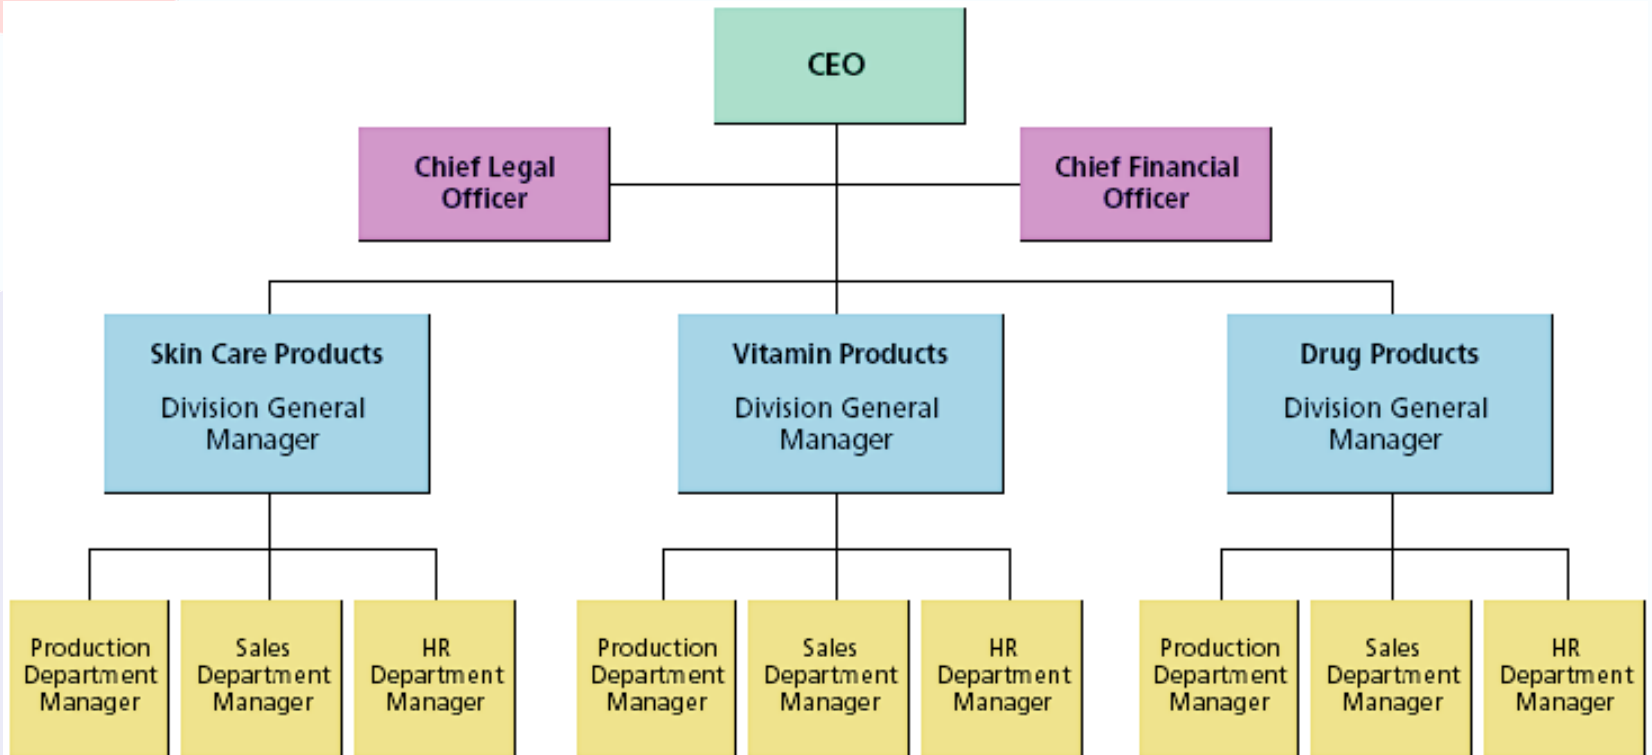 CEO
Chief Legal
Officer
Chief Financial
Officer
Skin Care Products
Division General
Manager
Vitamin Products
Division General
Manager
Drug Products
Division General
Manager
Production
Department
Manager
Sales
Department
Manager
HR
Department
Manager
Production
Department
Manager
Sales
Department
Manager
HR
Department
Manager
Production
Department
Manager
Sales
Department
Manager
HR
Department
Manager